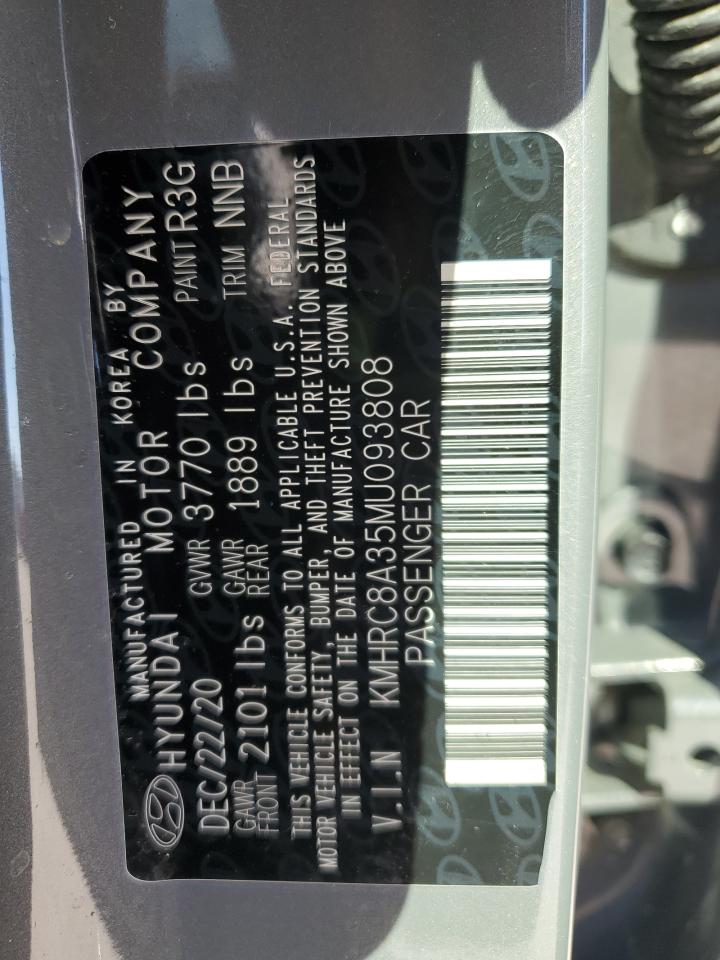 MANUFACTURED IN KOREA BY
HYUNDAI MOTOR COMPANY
DEC/22/20 GVWR 3770 lbs PAINT R3G
GAWR FRONT 2101 lbs GAWR REAR 1889 lbs TRIM NNB
THIS VEHICLE CONFORMS TO ALL APPLICABLE U.S.A. FEDERAL
MOTOR VEHICLE SAFETY, BUMPER, AND THEFT PREVENTION STANDARDS
IN EFFECT ON THE DATE OF MANUFACTURE SHOWN ABOVE
V.I.N KMHRC8A35MU093808
PASSENGER CAR